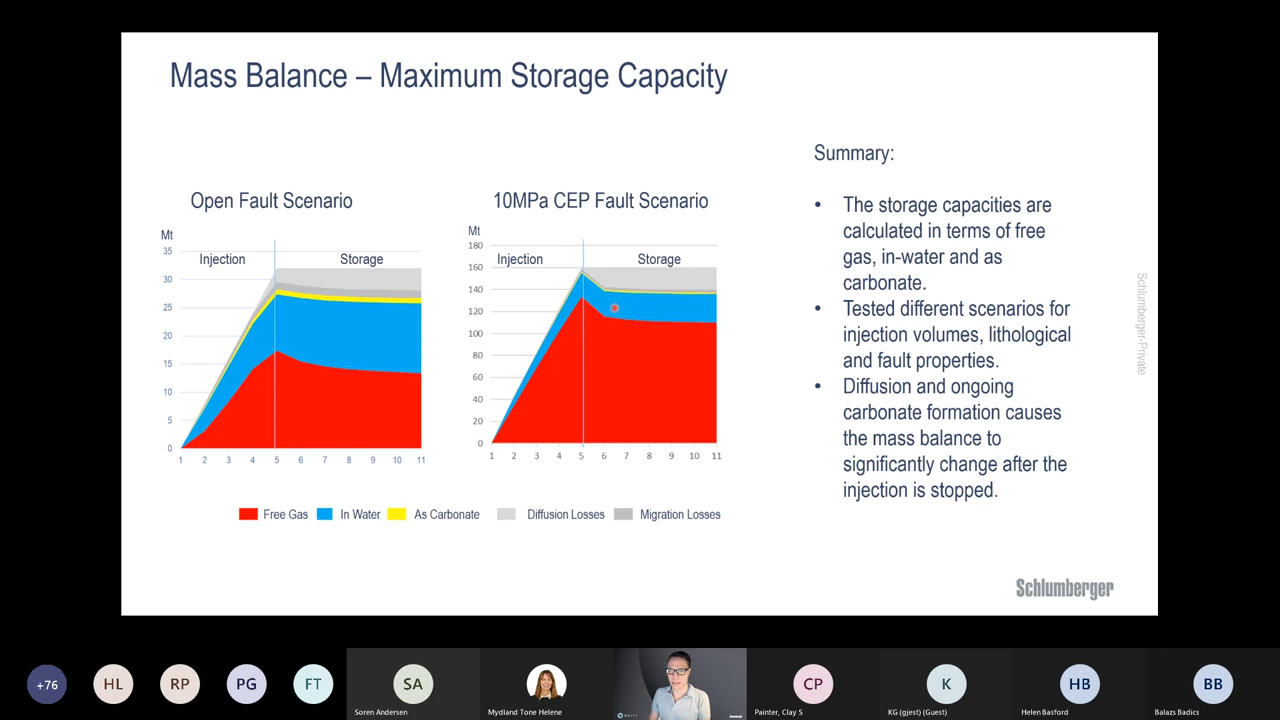 Mass Balance – Maximum Storage Capacity
Summary:
• The storage capacities are
calculated in terms of free
gas, in-water and as
carbonate.
• Tested different scenarios for
injection volumes, lithological
and fault properties.
• Diffusion and ongoing
carbonate formation causes
the mass balance to
significantly change after the
injection is stopped.
Open Fault Scenario
Mt
35
30
25
20
15
10
5
0
Injection
Storage
1 2 3 4 5 6 7 8 9 10 11
10MPa CEP Fault Scenario
Mt
180
160
140
120
100
80
60
40
20
0
Injection
Storage
1 2 3 4 5 6 7 8 9 10 11
Free Gas In Water As Carbonate Diffusion Losses Migration Losses
Schlumberger-Private
Schlumberger
+76 HL RP PG FT SA CP K HB BB
Soren Andersen Mydland Tone Helene Painter, Clay S KG (gjest) (Guest) Helen Basford Balazs Badics